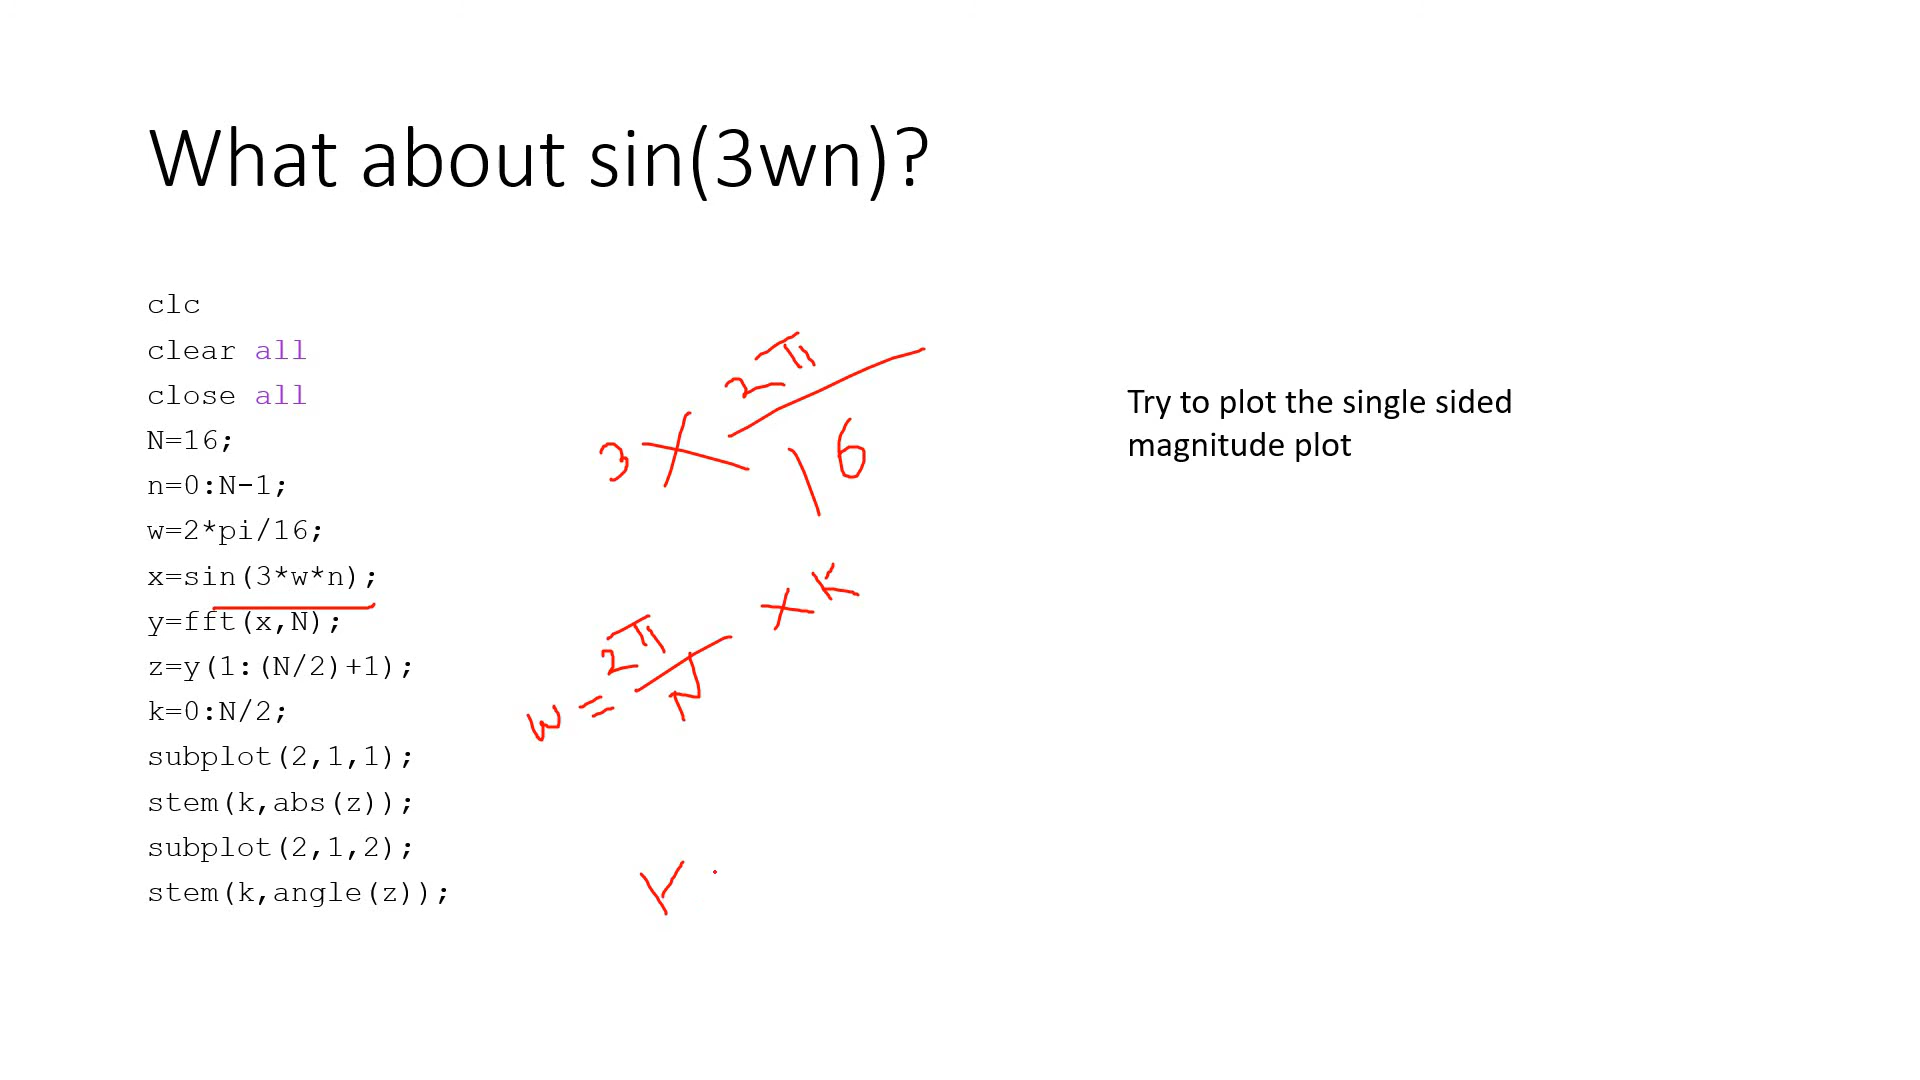 What about sin(3wn)?
clc
clear all
close all
N=16;
n=0:N-1;
w=2*pi/16;
x=sin(3*w*n);
y=fft(x,N);
z=y(1:(N/2)+1);
k=0:N/2;
subplot(2,1,1);
stem(k,abs(z));
subplot(2,1,2);
stem(k,angle(z));
3 × 2π / 16
w = 2π / N × K
K
Try to plot the single sided
magnitude plot